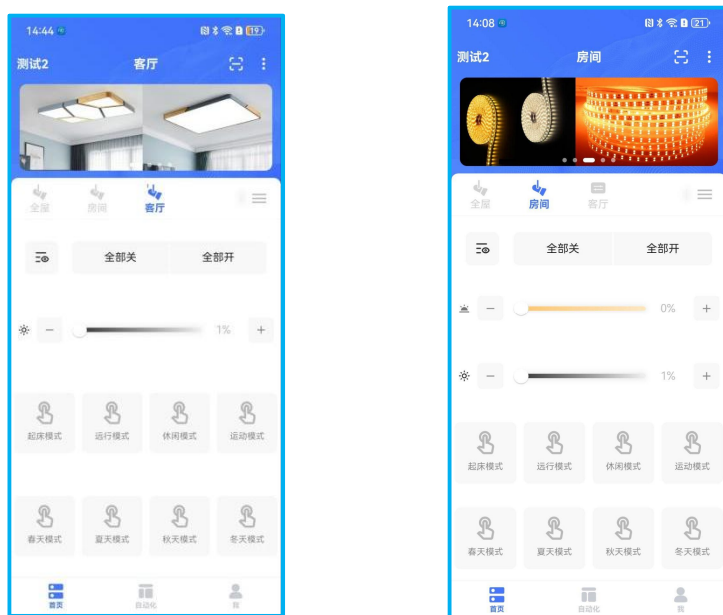 14:44
19
测试2
客厅
全屋
房间
客厅
全部关
全部开
1%
起床模式
远行模式
休闲模式
运动模式
春天模式
夏天模式
秋天模式
冬天模式
首页
自动化
我
14:08
21
测试2
房间
全屋
房间
客厅
全部关
全部开
0%
1%
起床模式
远行模式
休闲模式
运动模式
春天模式
夏天模式
秋天模式
冬天模式
首页
自动化
我